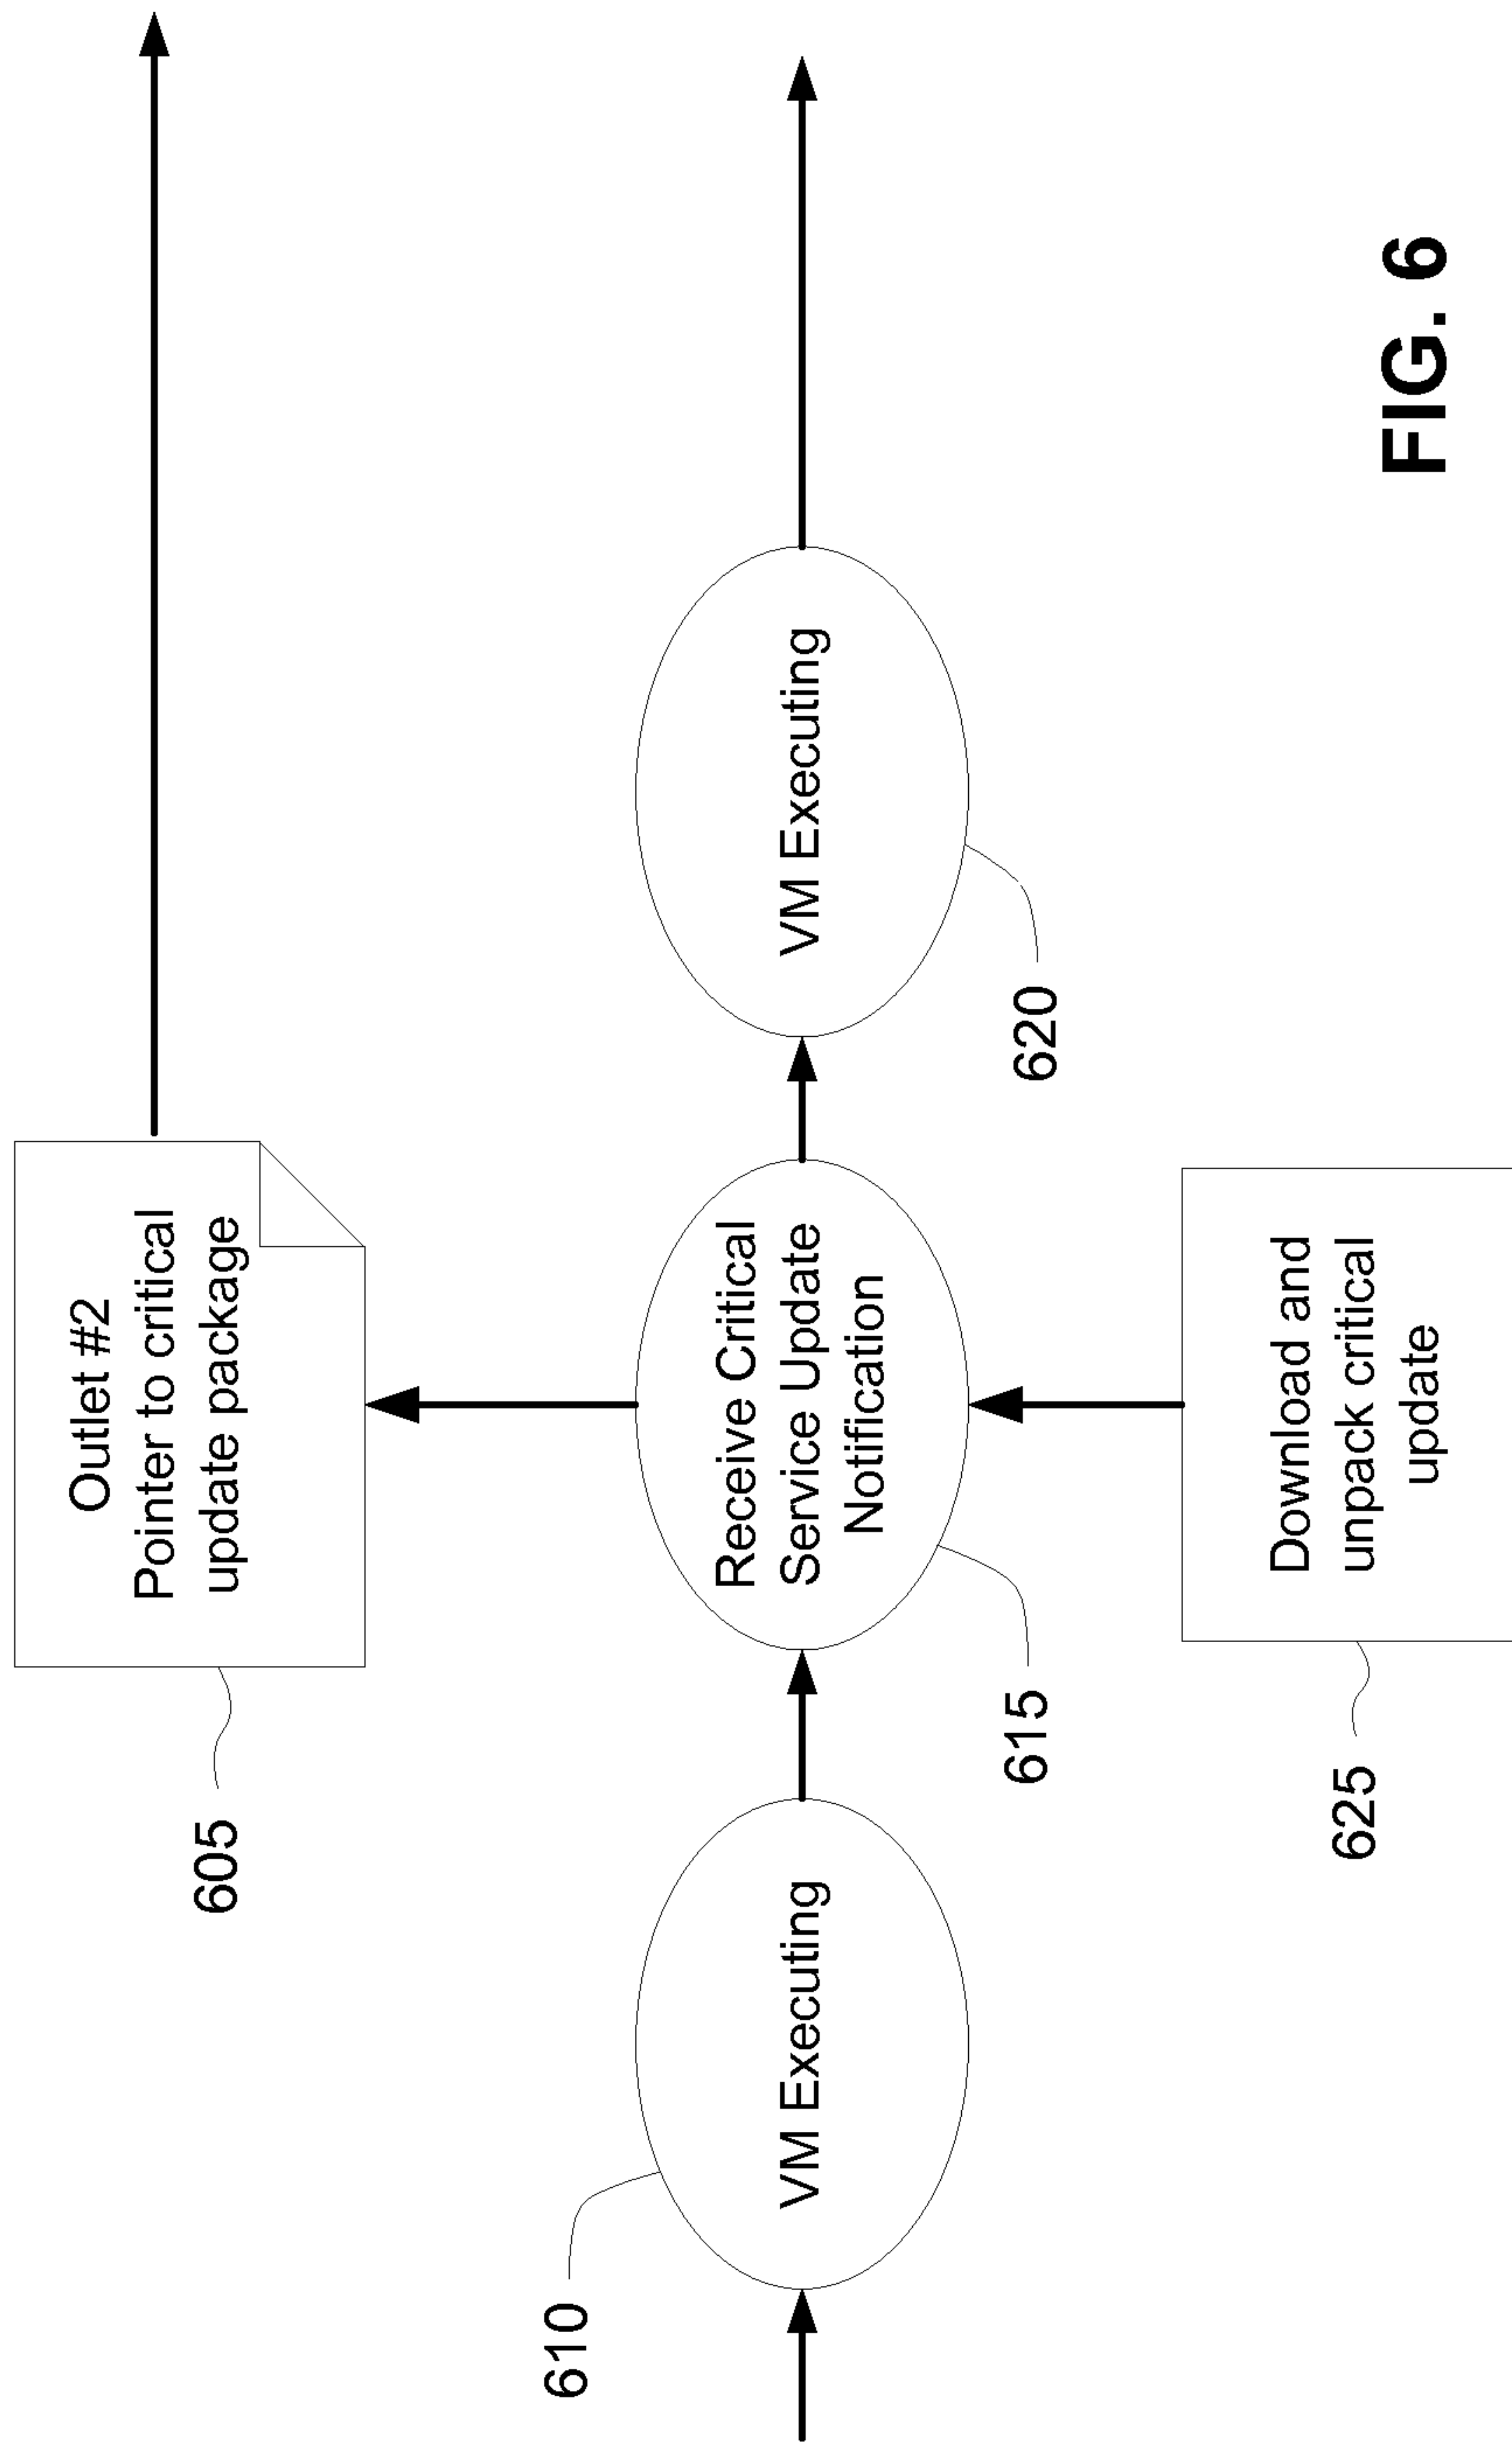 Outlet #2
Pointer to critical
update package
605
610
VM Executing
Receive Critical
Service Update
Notification
615
VM Executing
620
Download and
unpack critical
update
625
FIG. 6